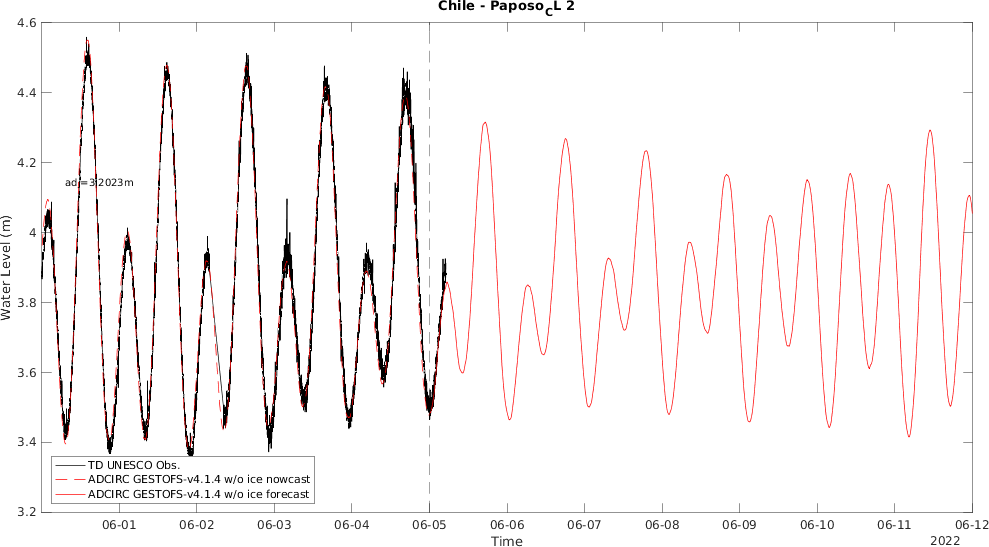 Chile - Paposo_CL 2
4.6
4.4
4.2
4
3.8
3.6
3.4
3.2
Water Level (m)
adj=3.2023m
TD UNESCO Obs.
ADCIRC GESTOFS-v4.1.4 w/o ice nowcast
ADCIRC GESTOFS-v4.1.4 w/o ice forecast
06-01 06-02 06-03 06-04 06-05 06-06 06-07 06-08 06-09 06-10 06-11 06-12
Time
2022